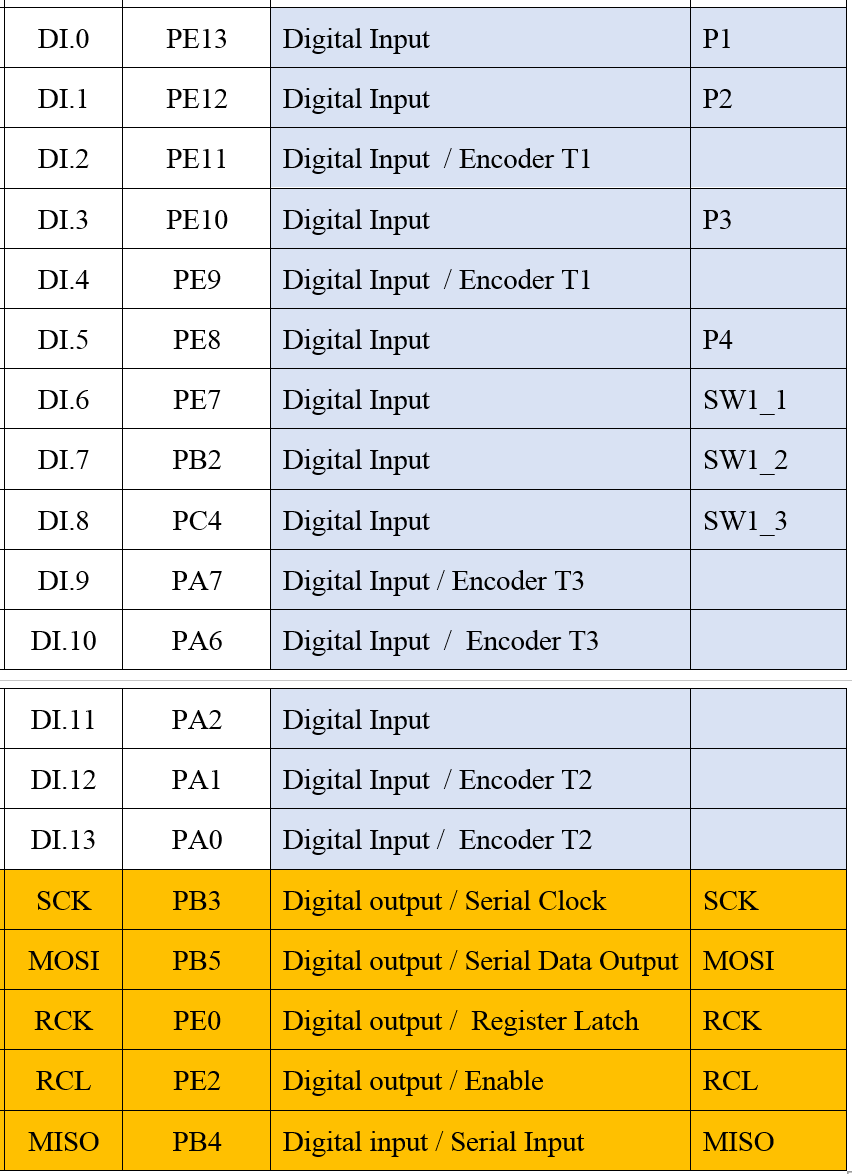 DI.0 PE13 Digital Input P1
DI.1 PE12 Digital Input P2
DI.2 PE11 Digital Input / Encoder T1
DI.3 PE10 Digital Input P3
DI.4 PE9 Digital Input / Encoder T1
DI.5 PE8 Digital Input P4
DI.6 PE7 Digital Input SW1_1
DI.7 PB2 Digital Input SW1_2
DI.8 PC4 Digital Input SW1_3
DI.9 PA7 Digital Input / Encoder T3
DI.10 PA6 Digital Input / Encoder T3
DI.11 PA2 Digital Input
DI.12 PA1 Digital Input / Encoder T2
DI.13 PA0 Digital Input / Encoder T2
SCK PB3 Digital output / Serial Clock SCK
MOSI PB5 Digital output / Serial Data Output MOSI
RCK PE0 Digital output / Register Latch RCK
RCL PE2 Digital output / Enable RCL
MISO PB4 Digital input / Serial Input MISO